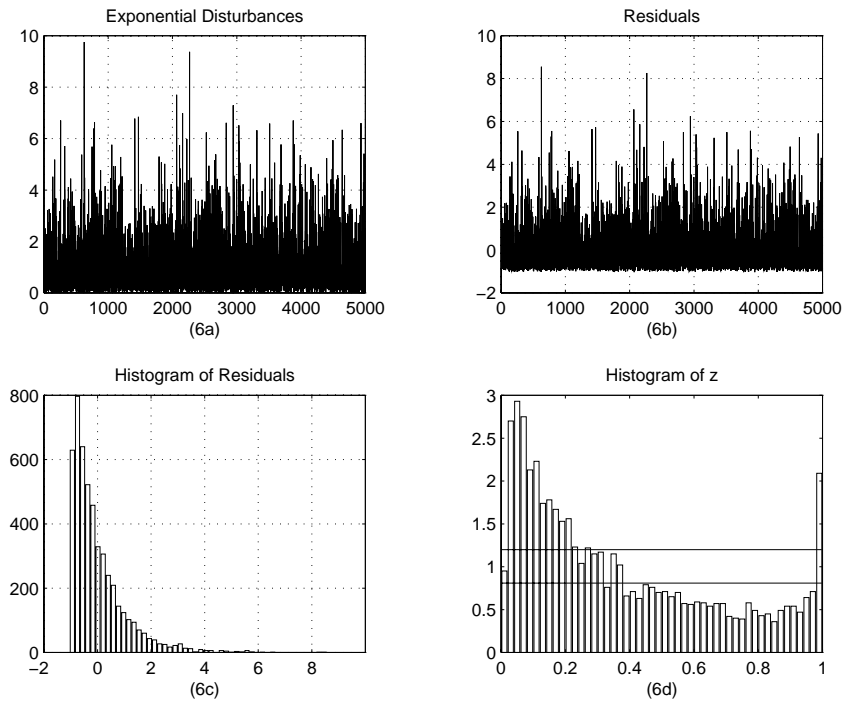 Exponential Disturbances
10
8
6
4
2
0
0 1000 2000 3000 4000 5000
(6a)
Residuals
10
8
6
4
2
0
−2
0 1000 2000 3000 4000 5000
(6b)
Histogram of Residuals
800
600
400
200
0
−2 0 2 4 6 8
(6c)
Histogram of z
3
2.5
2
1.5
1
0.5
0
0 0.2 0.4 0.6 0.8 1
(6d)